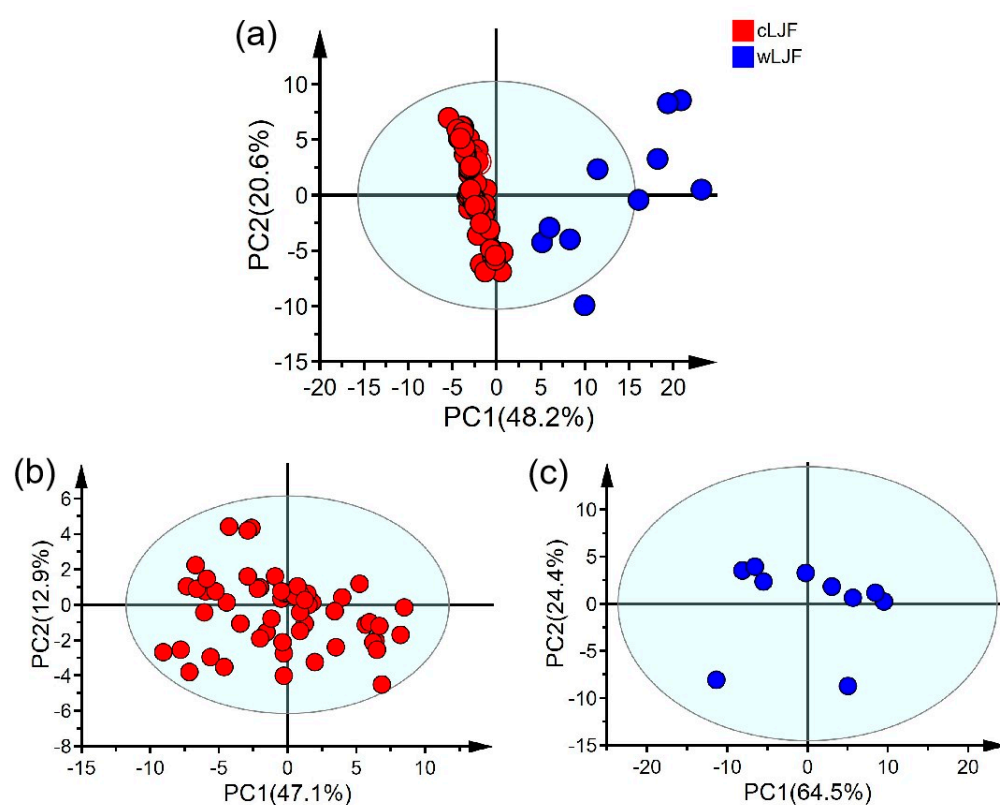 (a)
cLJF
wLJF
PC2(20.6%)
10
5
0
-5
-10
-15
-20 -15 -10 -5 0 5 10 15 20
PC1(48.2%)
(b)
PC2(12.9%)
6
4
2
0
-2
-4
-6
-8
-15 -10 -5 0 5 10
PC1(47.1%)
(c)
PC2(24.4%)
10
5
0
-5
-10
-15
-20 -10 0 10 20
PC1(64.5%)